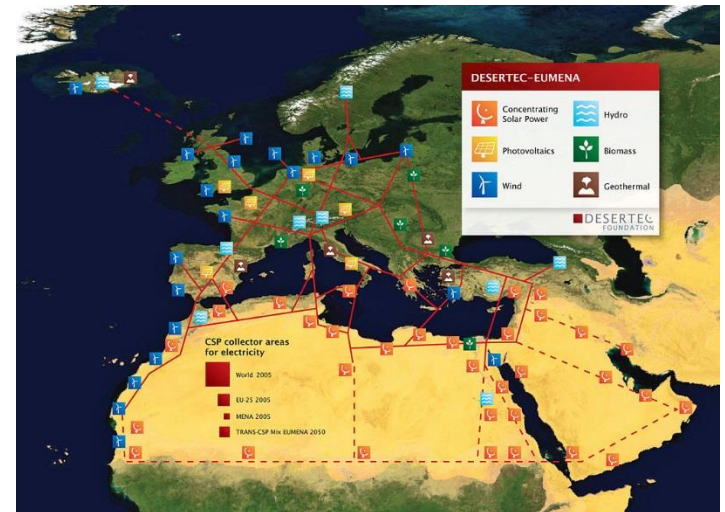 DESERTEC-EUMENA
Concentrating
Solar Power
Hydro
Photovoltaics
Biomass
Wind
Geothermal
DESERTEC
FOUNDATION
CSP collector areas
for electricity
World 2005
EU-25 2005
MENA 2005
TRANS-CSP Mix EUMENA 2050